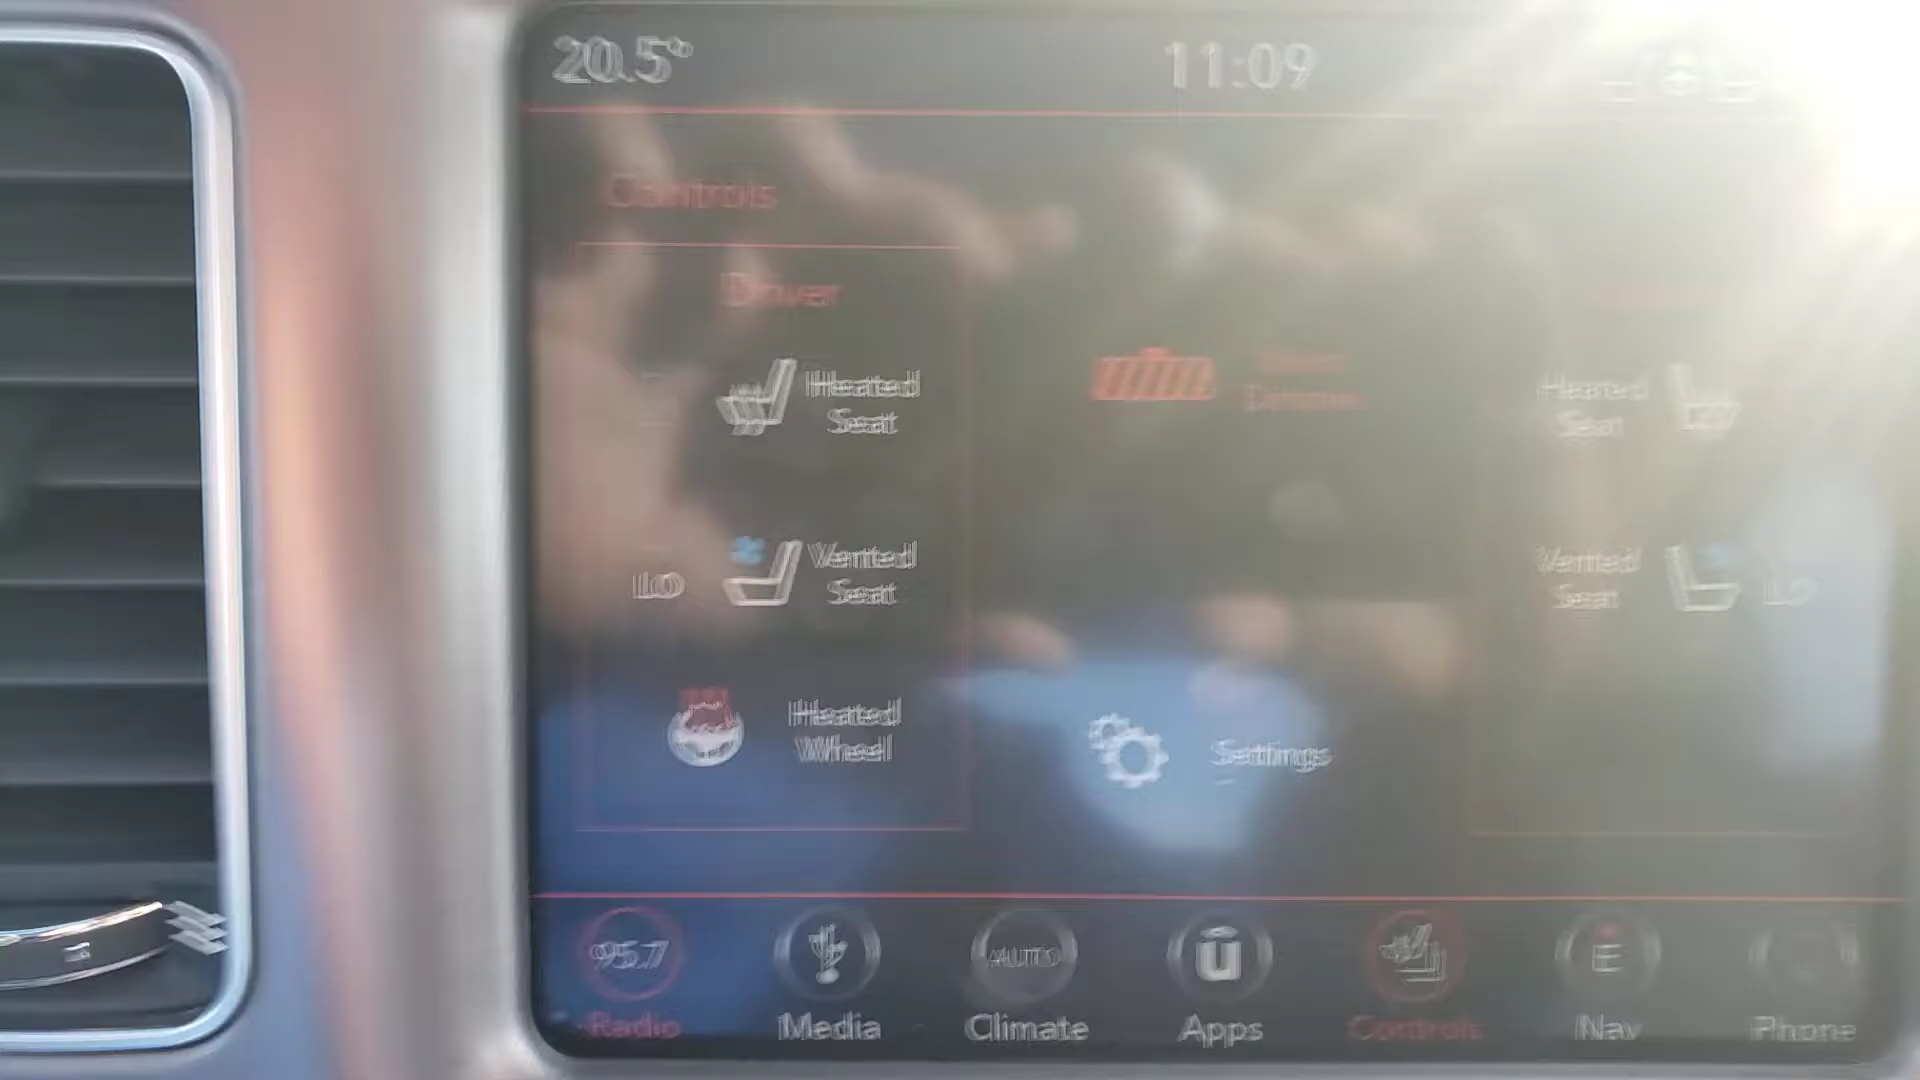 20.5°
11:09
Controls
Driver
Heated
Seat
Heated
Seat
LO
Vented
Seat
Vented
Seat
Lo
Heated
Wheel
Settings
95.7
AUTO
E
Radio
Media
Climate
Apps
Controls
Nav
Phone